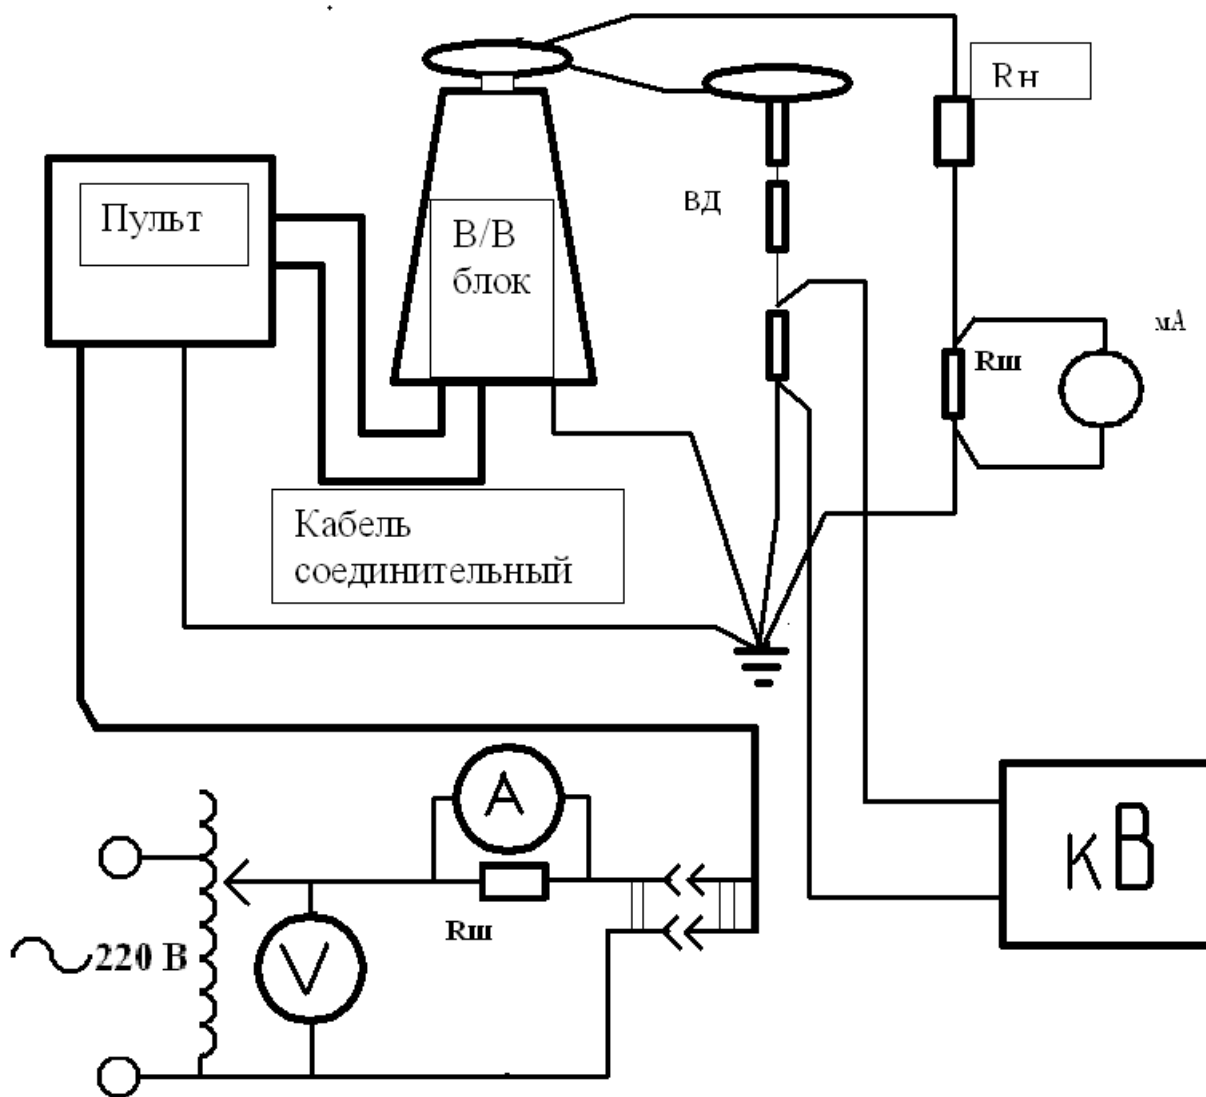 Rн
Пульт
ВД
В/В
блок
мА
Rш
Кабель
соединительный
А
кВ
Rш
220 В
V